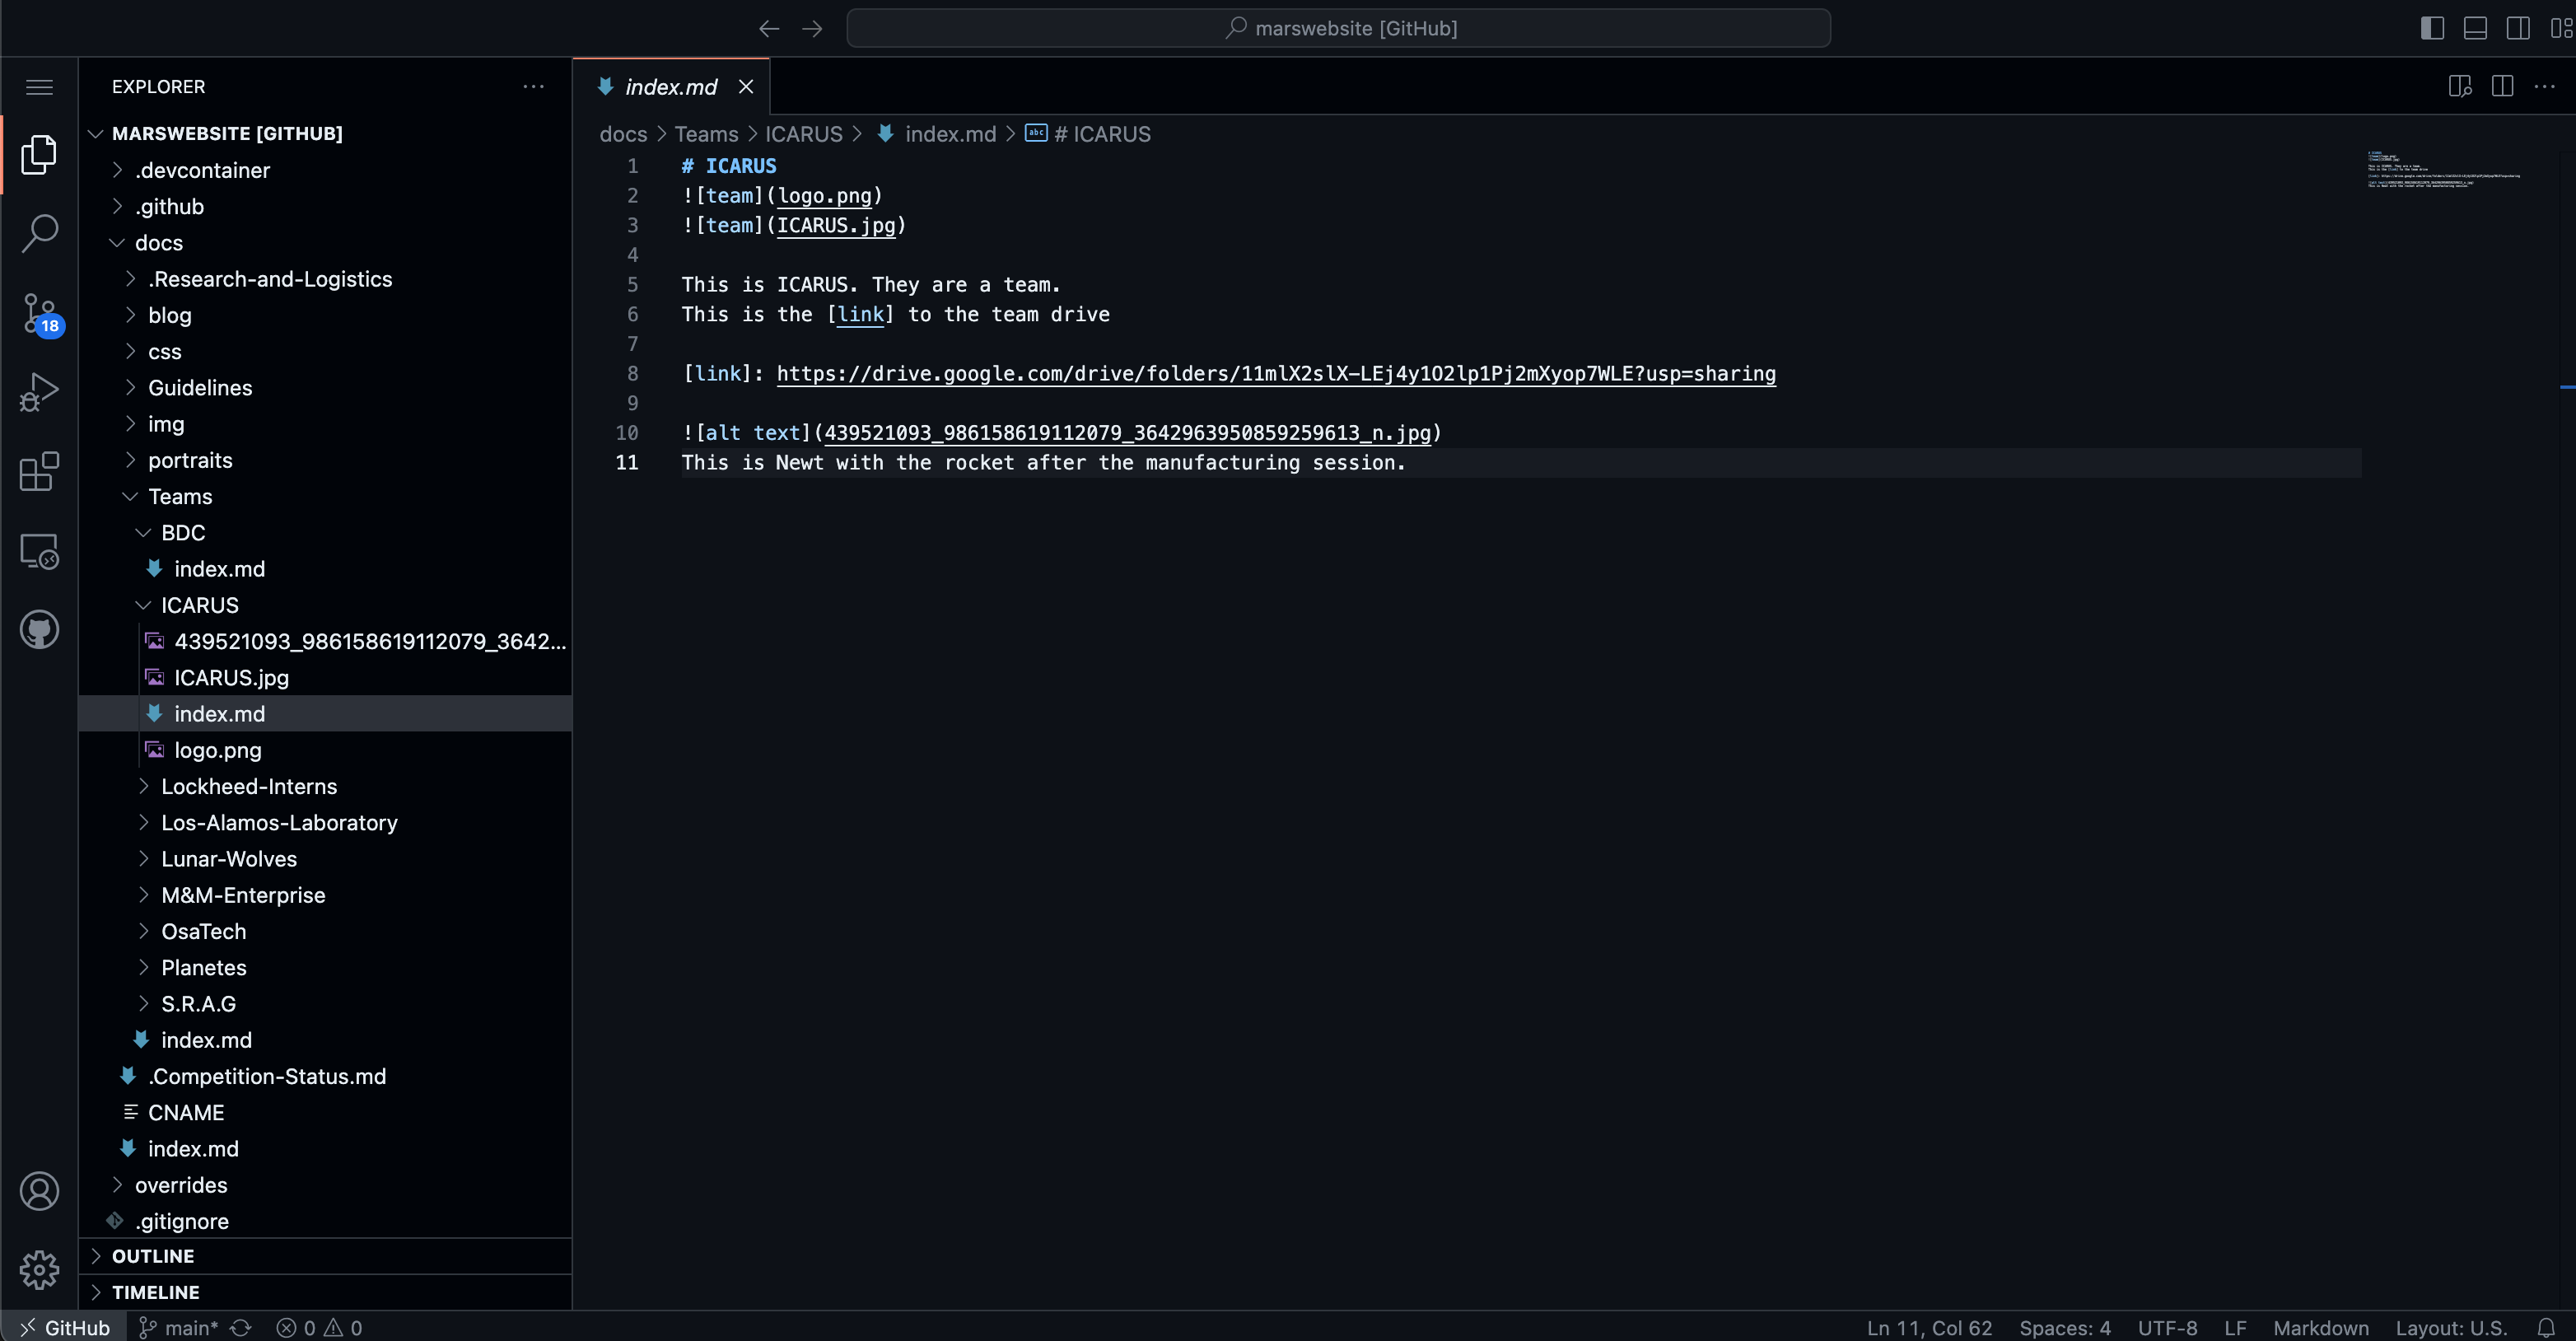 marswebsite [GitHub]
EXPLORER
index.md
MARSWEBSITE [GITHUB]
.devcontainer
.github
docs
.Research-and-Logistics
blog
css
Guidelines
img
portraits
Teams
BDC
index.md
ICARUS
439521093_986158619112079_3642...
ICARUS.jpg
index.md
logo.png
Lockheed-Interns
Los-Alamos-Laboratory
Lunar-Wolves
M&M-Enterprise
OsaTech
Planetes
S.R.A.G
index.md
.Competition-Status.md
CNAME
index.md
overrides
.gitignore
OUTLINE
TIMELINE
18
docs > Teams > ICARUS > index.md > abc # ICARUS
1 # ICARUS
2 ![team](logo.png)
3 ![team](ICARUS.jpg)
4
5 This is ICARUS. They are a team.
6 This is the [link] to the team drive
7
8 [link]: https://drive.google.com/drive/folders/11mlX2slX-LEj4y1O2lp1Pj2mXyop7WLE?usp=sharing
9
10 ![alt text](439521093_986158619112079_3642963950859259613_n.jpg)
11 This is Newt with the rocket after the manufacturing session.
GitHub main* 0 0 Ln 11, Col 62 Spaces: 4 UTF-8 LF Markdown Layout: U.S.